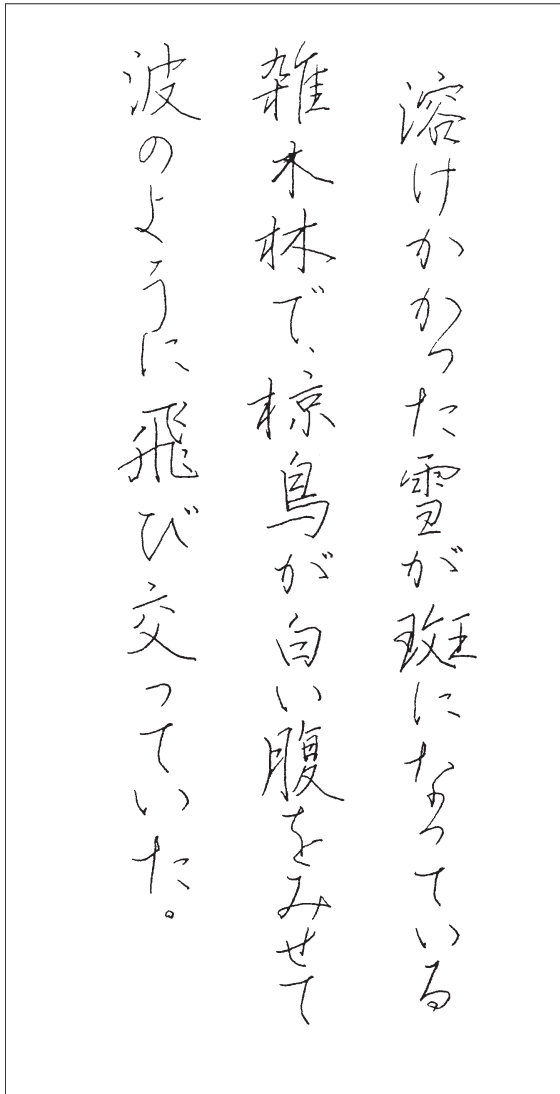 溶けかかった雪が斑になっている
雑木林で、椋鳥が白い腹をみせて
波のように飛び交っていた。